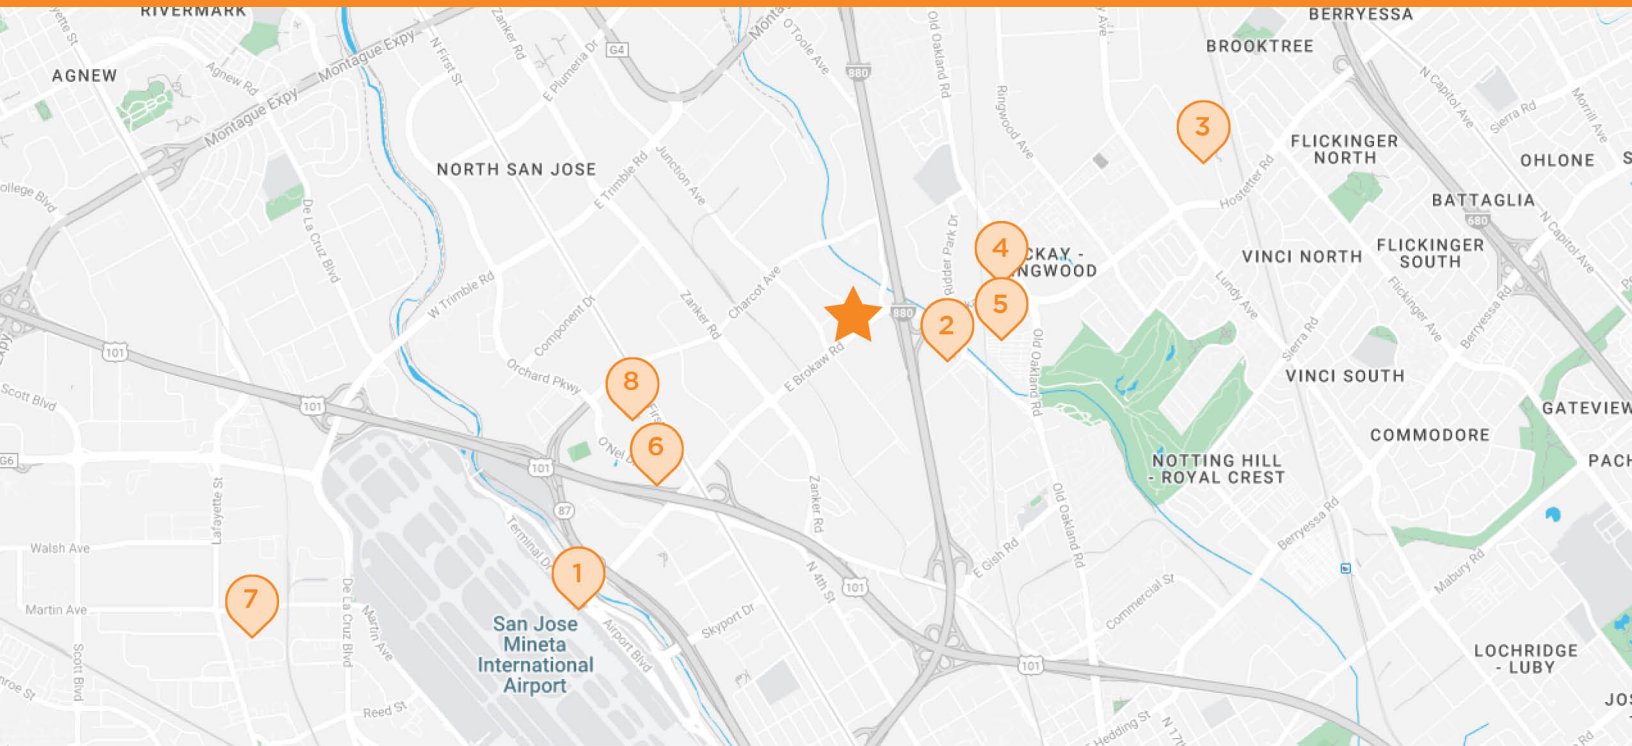 RIVERMARK
BERRYESSA
BROOKTREE
AGNEW
Agnew Rd
Montague Expy
Montague Expy
N First St
Zanker Rd
E Plumeria Dr
G4
O'Toole Ave
880
Old Oakland Rd
Ringwood Ave
N Capitol Ave
Sierra Rd
Morrill Ave
3
FLICKINGER
NORTH
OHLONE
NORTH SAN JOSE
E Trimble Rd
Junction Ave
Hostetter Rd
BATTAGLIA
680
N Capitol Ave
De La Cruz Blvd
Ridder Park Dr
4
CKAY -
NGWOOD
VINCI NORTH
FLICKINGER
SOUTH
Lundy Ave
Flickinger Ave
Berryessa Rd
W Trimble Rd
Component Dr
Zanker Rd
Charcot Ave
880
2
5
Old Oakland Rd
Sierra Rd
VINCI SOUTH
101
Scott Blvd
101
Orchard Pkwy
8
E Brokaw Rd
GATEVIEW
COMMODORE
6
G6
101
87
NOTTING HILL
- ROYAL CREST
PACH
Lafayette St
Zanker Rd
Old Oakland Rd
Berryessa Rd
Walsh Ave
Terminal Dr
E Gish Rd
Mabury Rd
1
N 4th St
101
Commercial St
7
Martin Ave
De La Cruz Blvd
Martin Ave
San Jose
Mineta
International
Airport
Airport Blvd
Skyport Dr
Scott Blvd
101
LOCHRIDGE
- LUBY
Reed St
Hedding St
N 17th